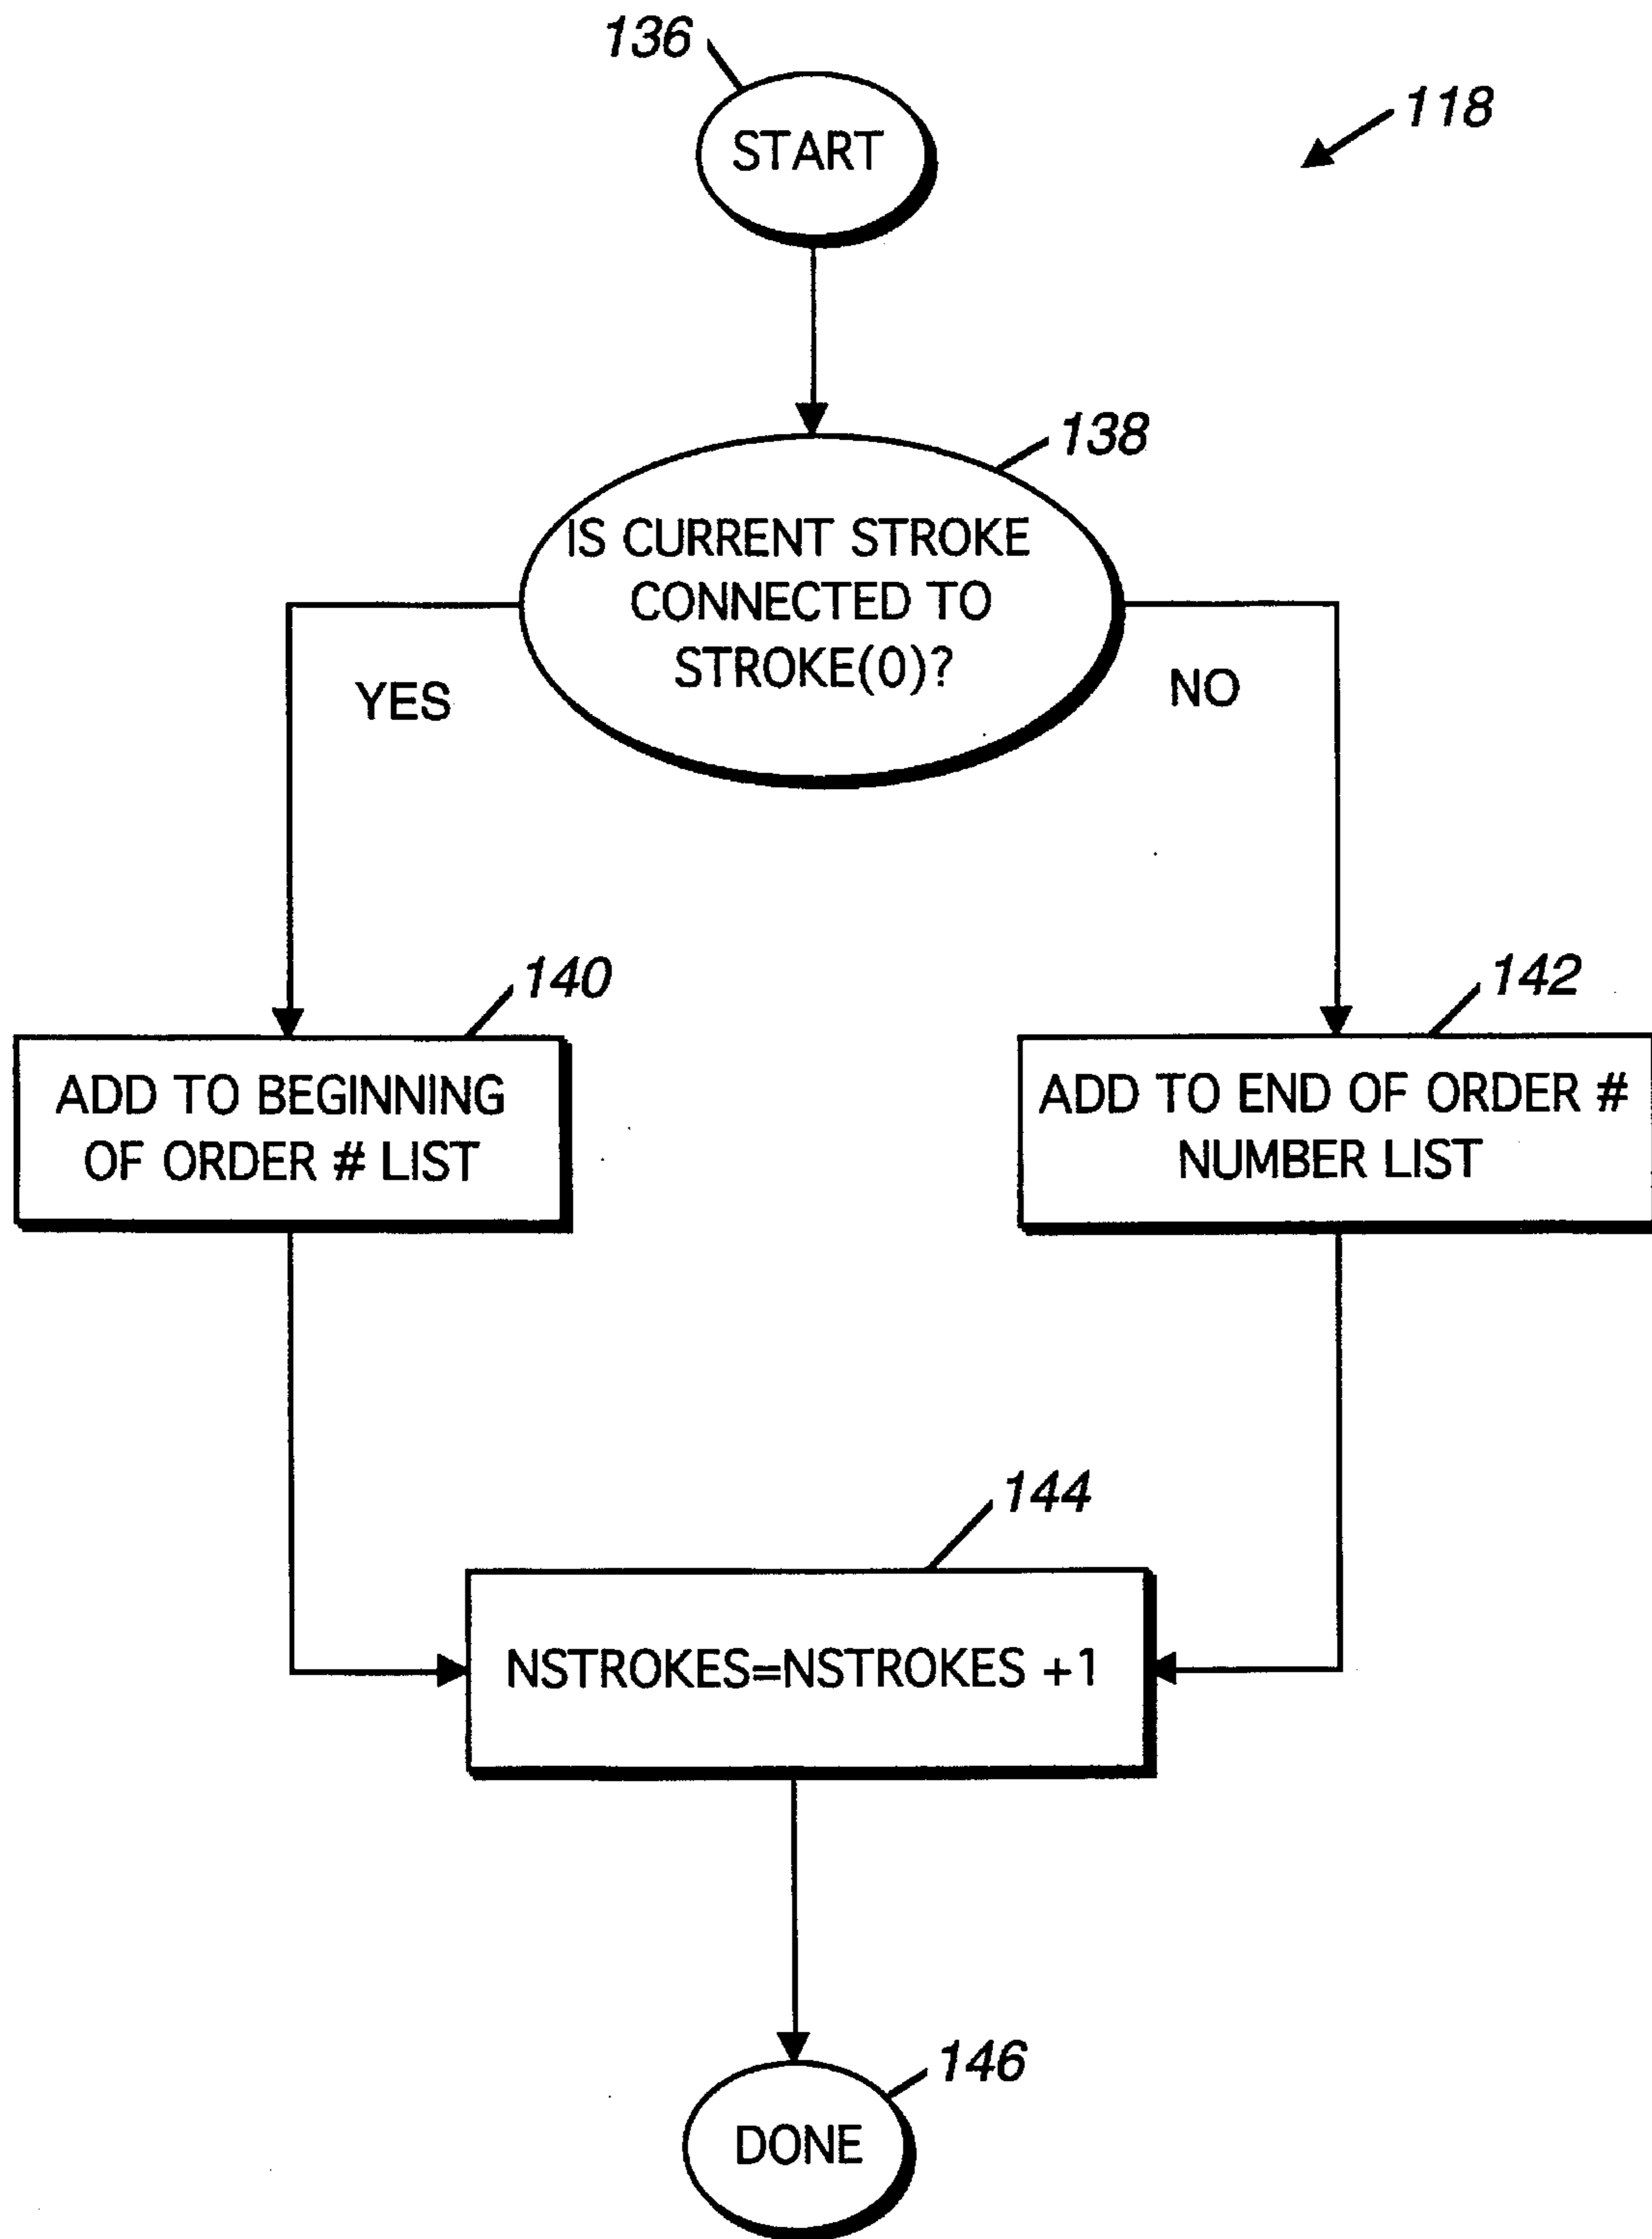 136
START
118
138
IS CURRENT STROKE
CONNECTED TO
STROKE(0)?
YES
NO
140
142
ADD TO BEGINNING
OF ORDER # LIST
ADD TO END OF ORDER #
NUMBER LIST
144
NSTROKES=NSTROKES +1
146
DONE